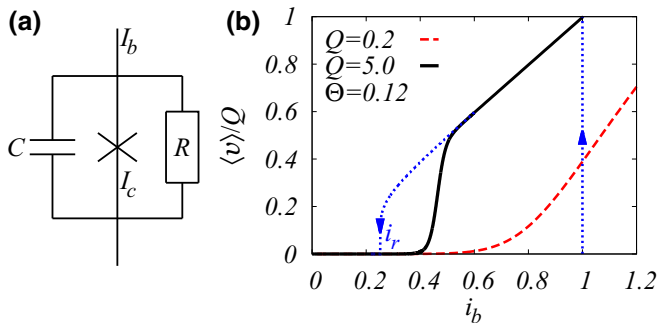 (a)
I_b
C
R
I_c
(b)
Q=0.2
Q=5.0
Θ=0.12
⟨v⟩/Q
1
0.8
0.6
0.4
0.2
0
i_r
0 0.2 0.4 0.6 0.8 1 1.2
i_b